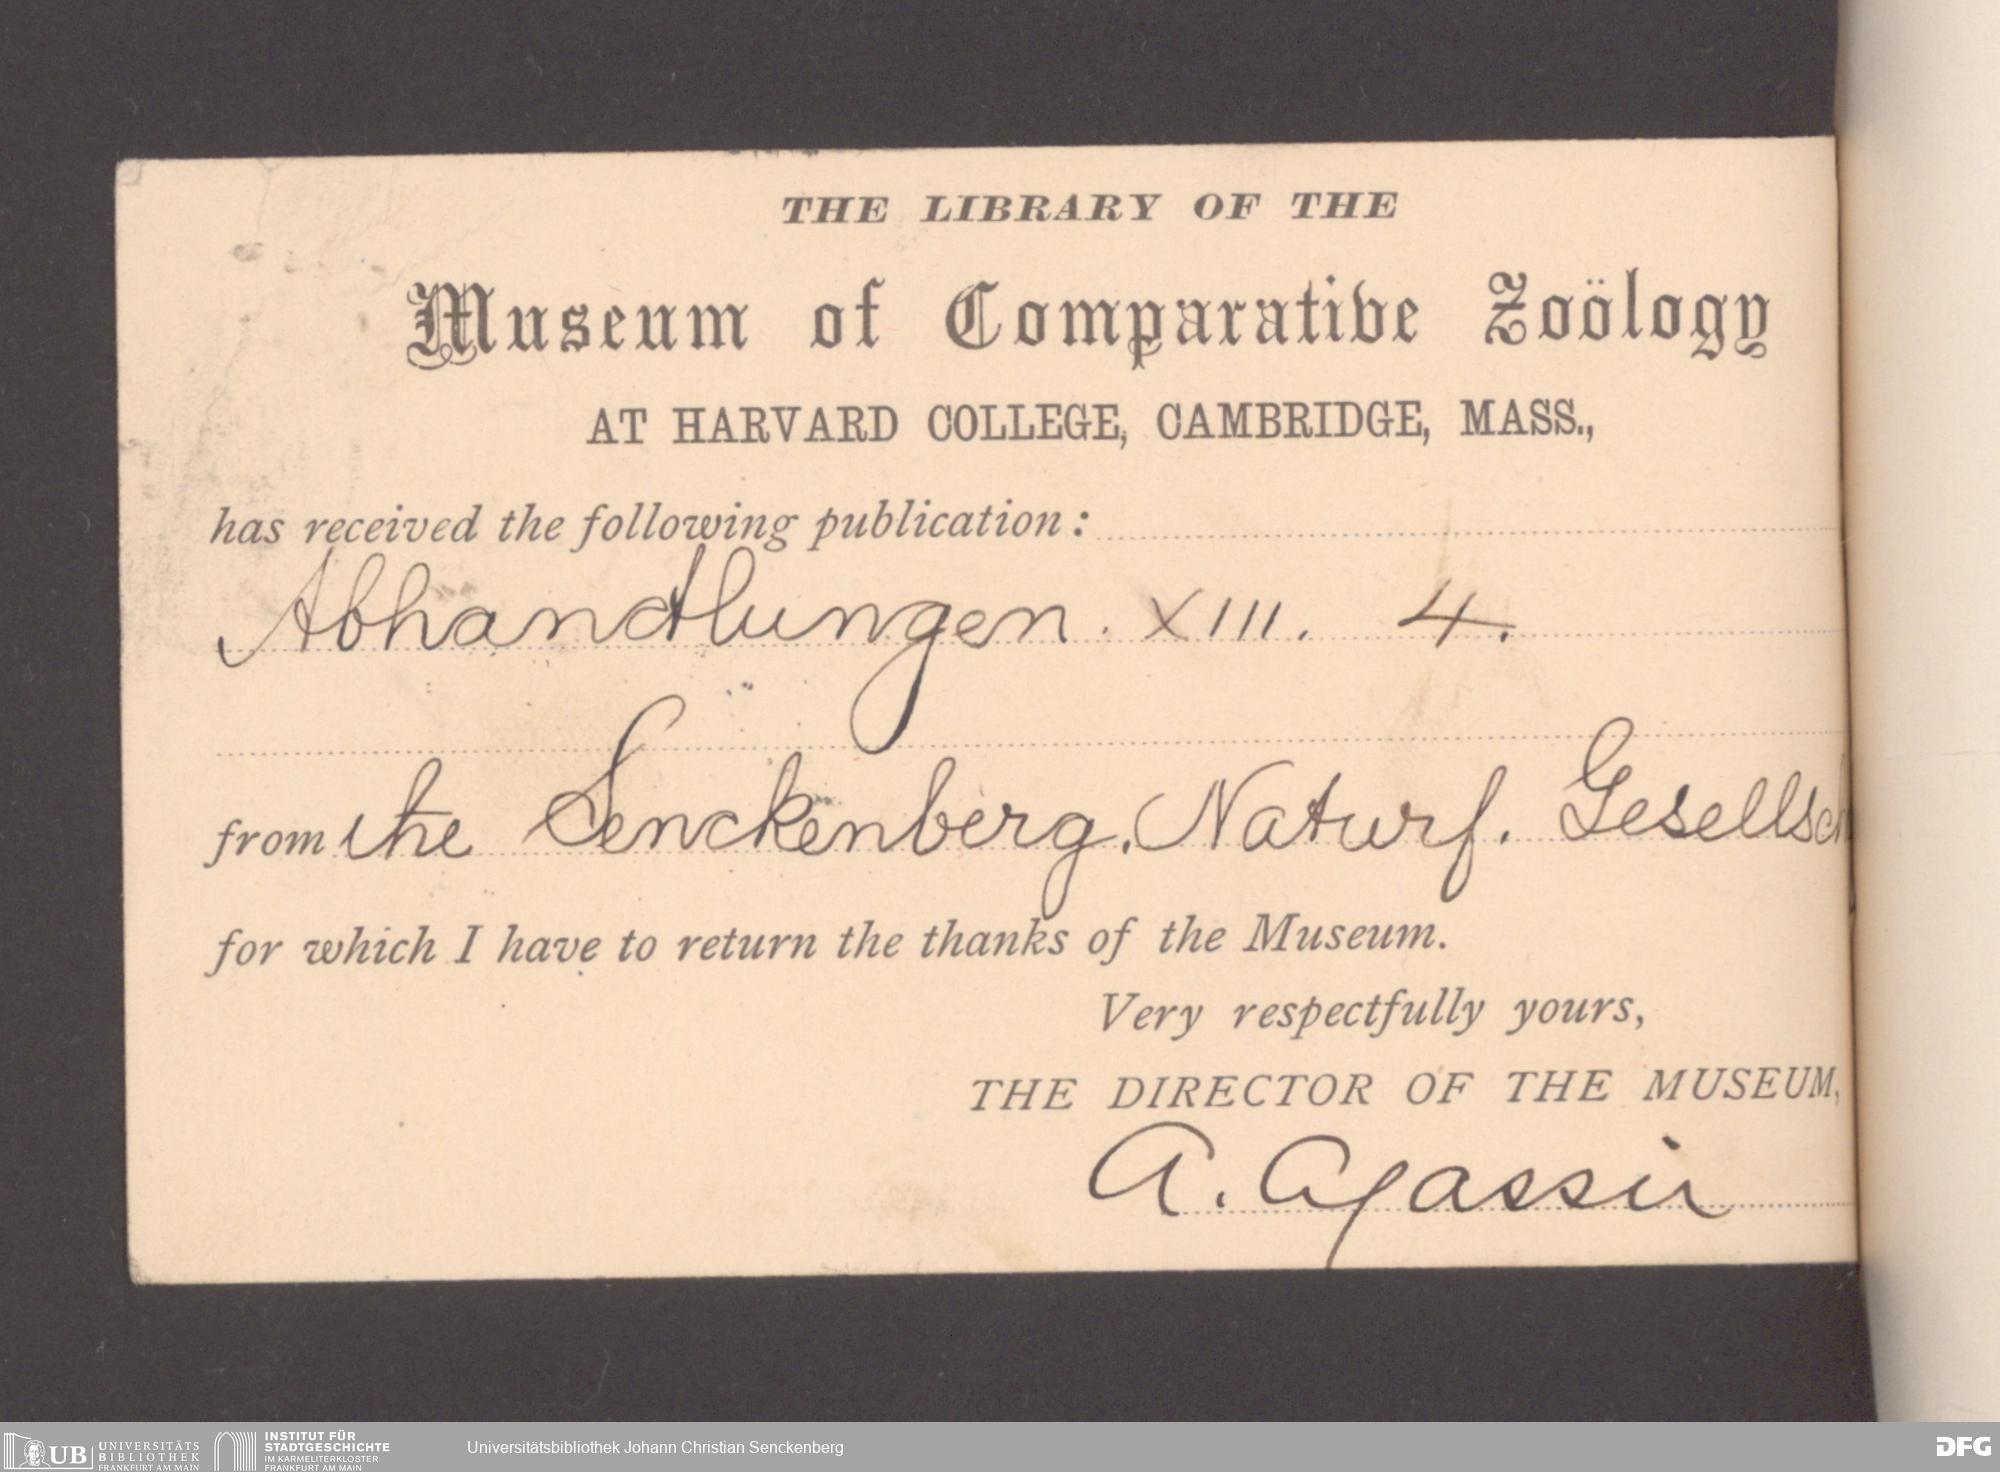 THE LIBRARY OF THE
Museum of Comparative Zoölogy
AT HARVARD COLLEGE, CAMBRIDGE, MASS.,
has received the following publication:
Abhandlungen. XIII. 4.
from the Senckenberg. Naturf. Gesellsch
for which I have to return the thanks of the Museum.
Very respectfully yours,
THE DIRECTOR OF THE MUSEUM,
A. Agassiz
UB UNIVERSITÄTS
BIBLIOTHEK
FRANKFURT AM MAIN
INSTITUT FÜR
STADTGESCHICHTE
IM KARMELITERKLOSTER
FRANKFURT AM MAIN
Universitätsbibliothek Johann Christian Senckenberg
DFG